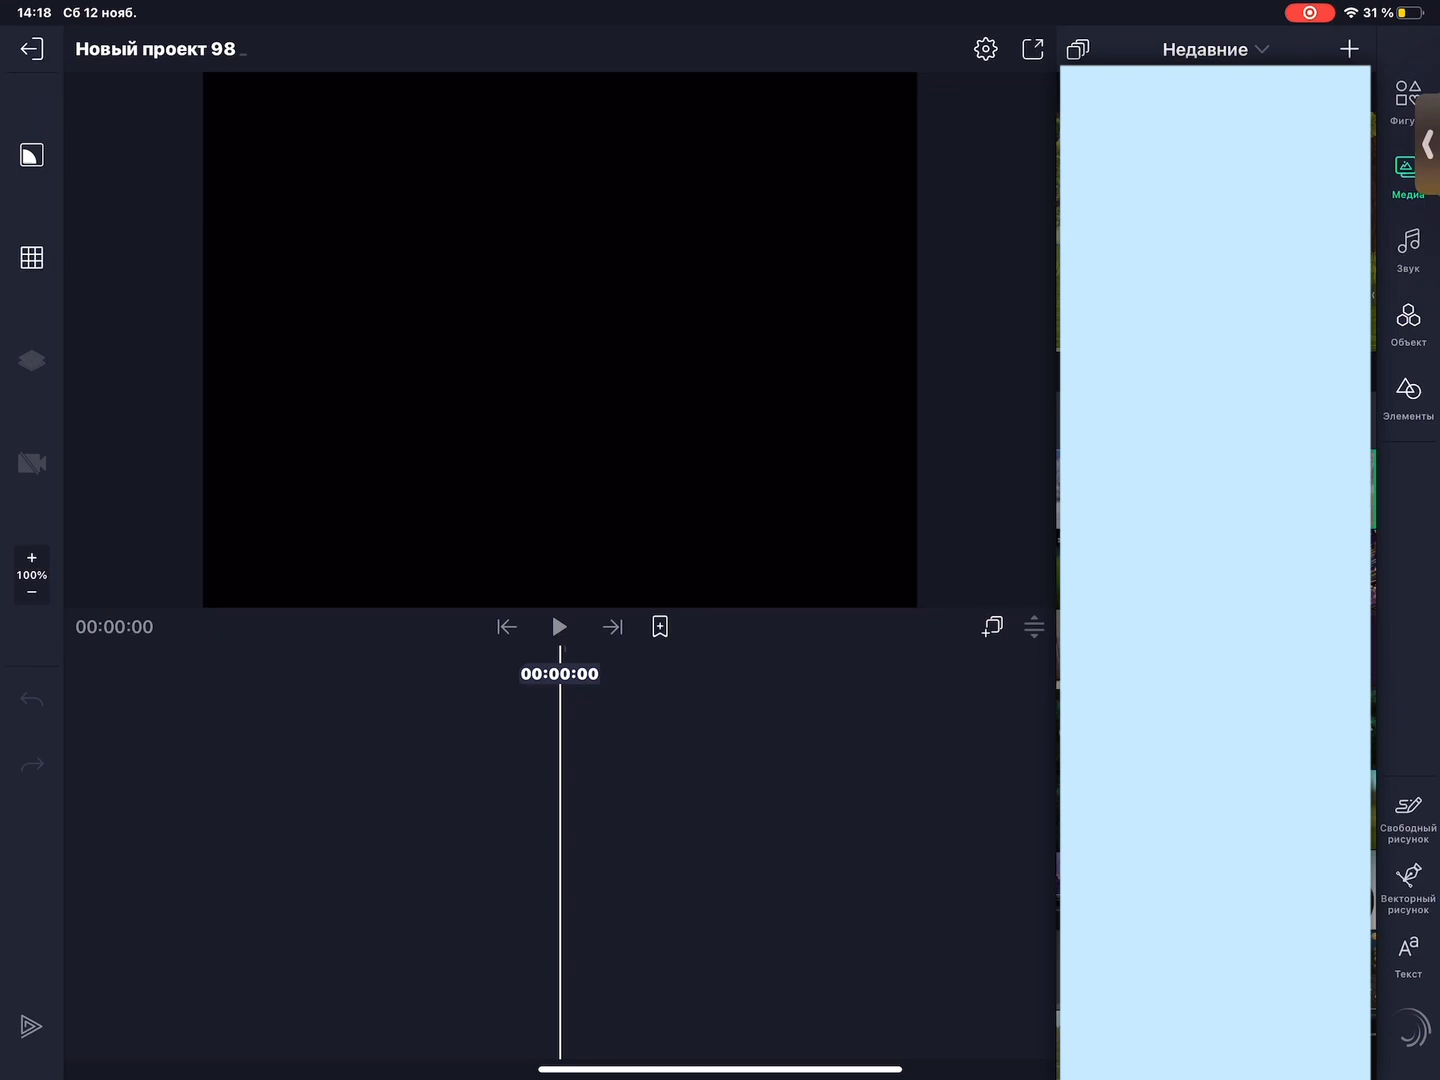 14:18 Сб 12 нояб.
31 %
Новый проект 98
Недавние
Фигу
Медиа
Звук
Объект
Элементы
+
100%
−
00:00:00
00:00:00
Свободный
рисунок
Векторный
рисунок
Aa
Текст